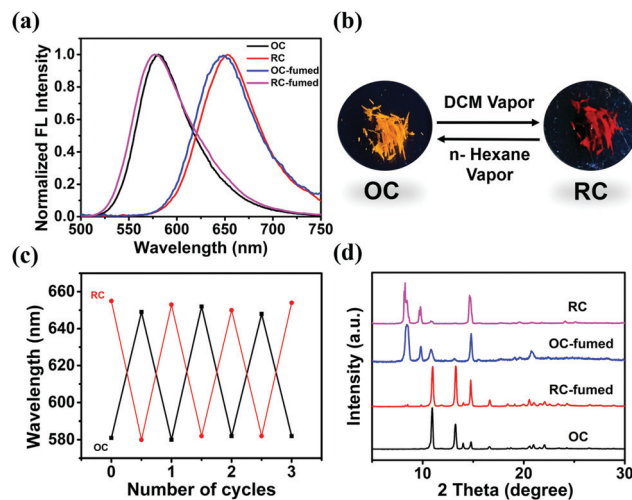 (a)
Normalized FL Intensity
1.0
0.8
0.6
0.4
0.2
0.0
OC
RC
OC-fumed
RC-fumed
500 550 600 650 700 750
Wavelength (nm)
(b)
DCM Vapor
n- Hexane
Vapor
OC
RC
(c)
Wavelength (nm)
660
640
620
600
580
RC
OC
0 1 2 3
Number of cycles
(d)
Intensity (a.u.)
RC
OC-fumed
RC-fumed
OC
10 20 30
2 Theta (degree)